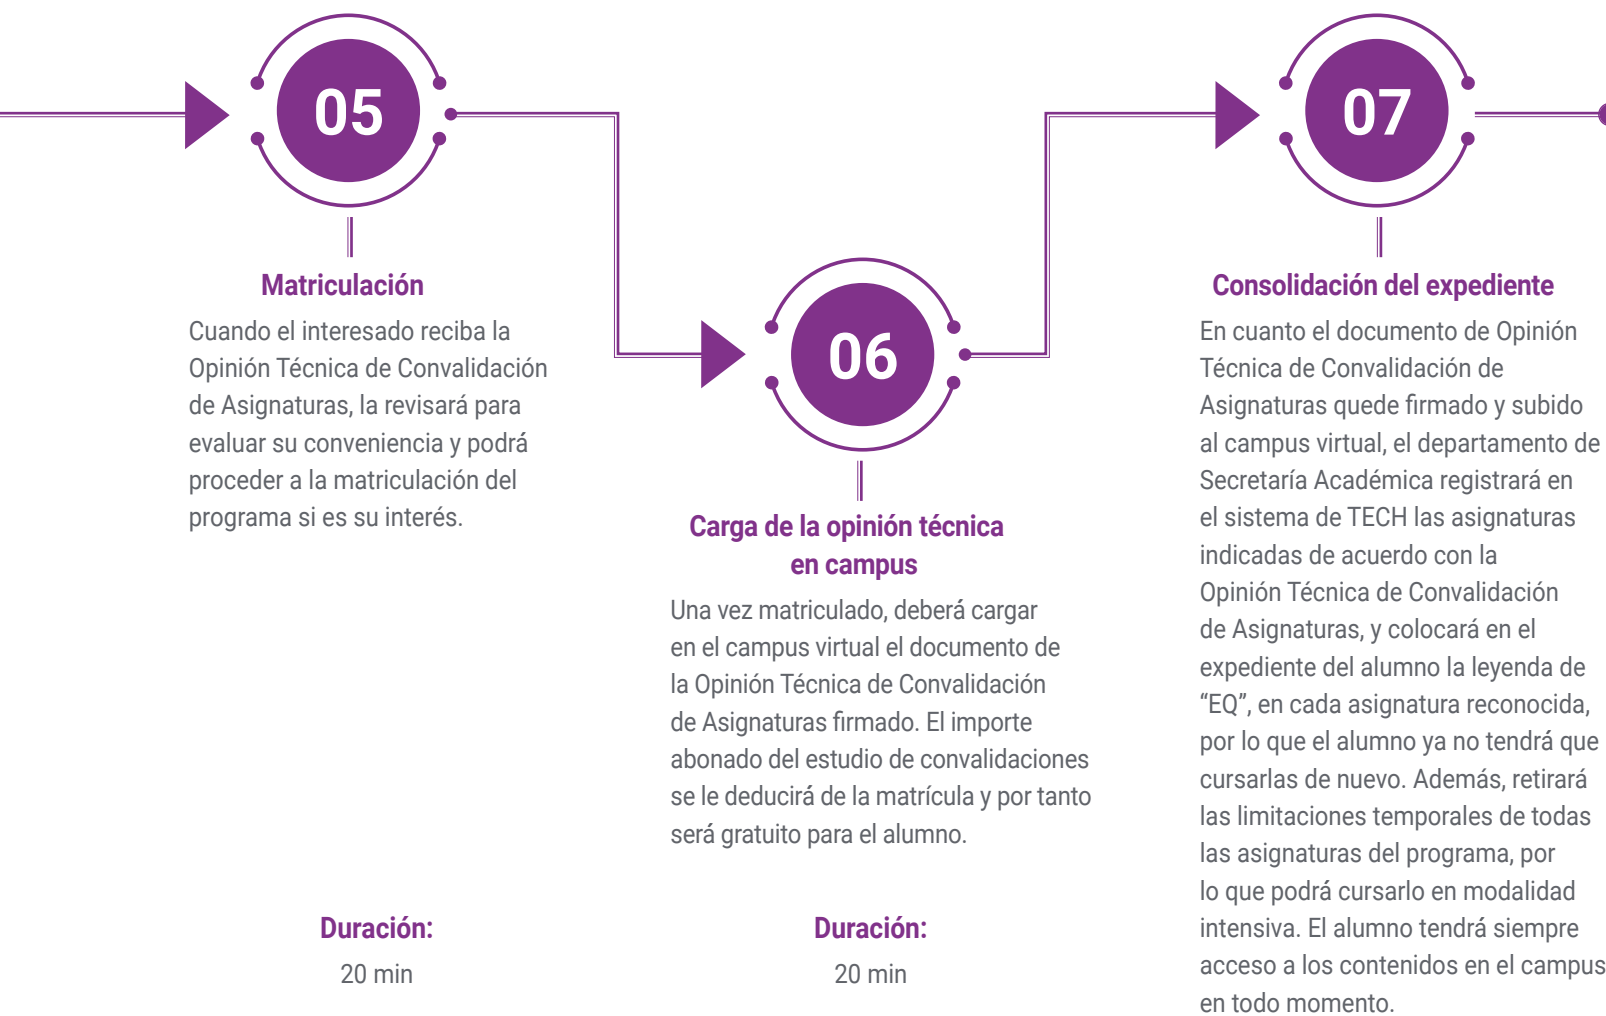 05
Matriculación
Cuando el interesado reciba la
Opinión Técnica de Convalidación
de Asignaturas, la revisará para
evaluar su conveniencia y podrá
proceder a la matriculación del
programa si es su interés.
Duración:
20 min
06
Carga de la opinión técnica
en campus
Una vez matriculado, deberá cargar
en el campus virtual el documento de
la Opinión Técnica de Convalidación
de Asignaturas firmado. El importe
abonado del estudio de convalidaciones
se le deducirá de la matrícula y por tanto
será gratuito para el alumno.
Duración:
20 min
07
Consolidación del expediente
En cuanto el documento de Opinión
Técnica de Convalidación de
Asignaturas quede firmado y subido
al campus virtual, el departamento de
Secretaría Académica registrará en
el sistema de TECH las asignaturas
indicadas de acuerdo con la
Opinión Técnica de Convalidación
de Asignaturas, y colocará en el
expediente del alumno la leyenda de
“EQ”, en cada asignatura reconocida,
por lo que el alumno ya no tendrá que
cursarlas de nuevo. Además, retirará
las limitaciones temporales de todas
las asignaturas del programa, por
lo que podrá cursarlo en modalidad
intensiva. El alumno tendrá siempre
acceso a los contenidos en el campus
en todo momento.